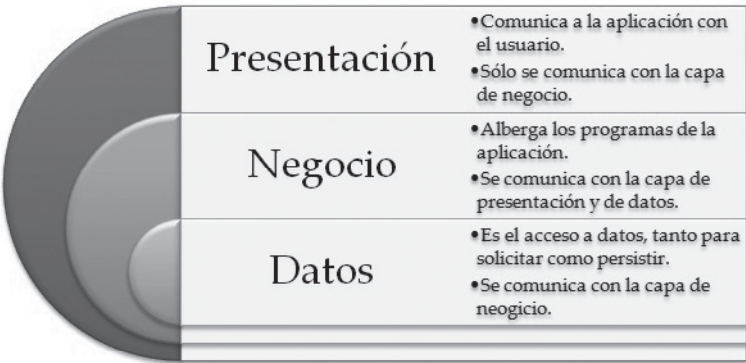 Presentación
•Comunica a la aplicación con
el usuario.
•Sólo se comunica con la capa
de negocio.
Negocio
•Alberga los programas de la
aplicación.
•Se comunica con la capa de
presentación y de datos.
Datos
•Es el acceso a datos, tanto para
solicitar como persistir.
•Se comunica con la capa de
neogicio.